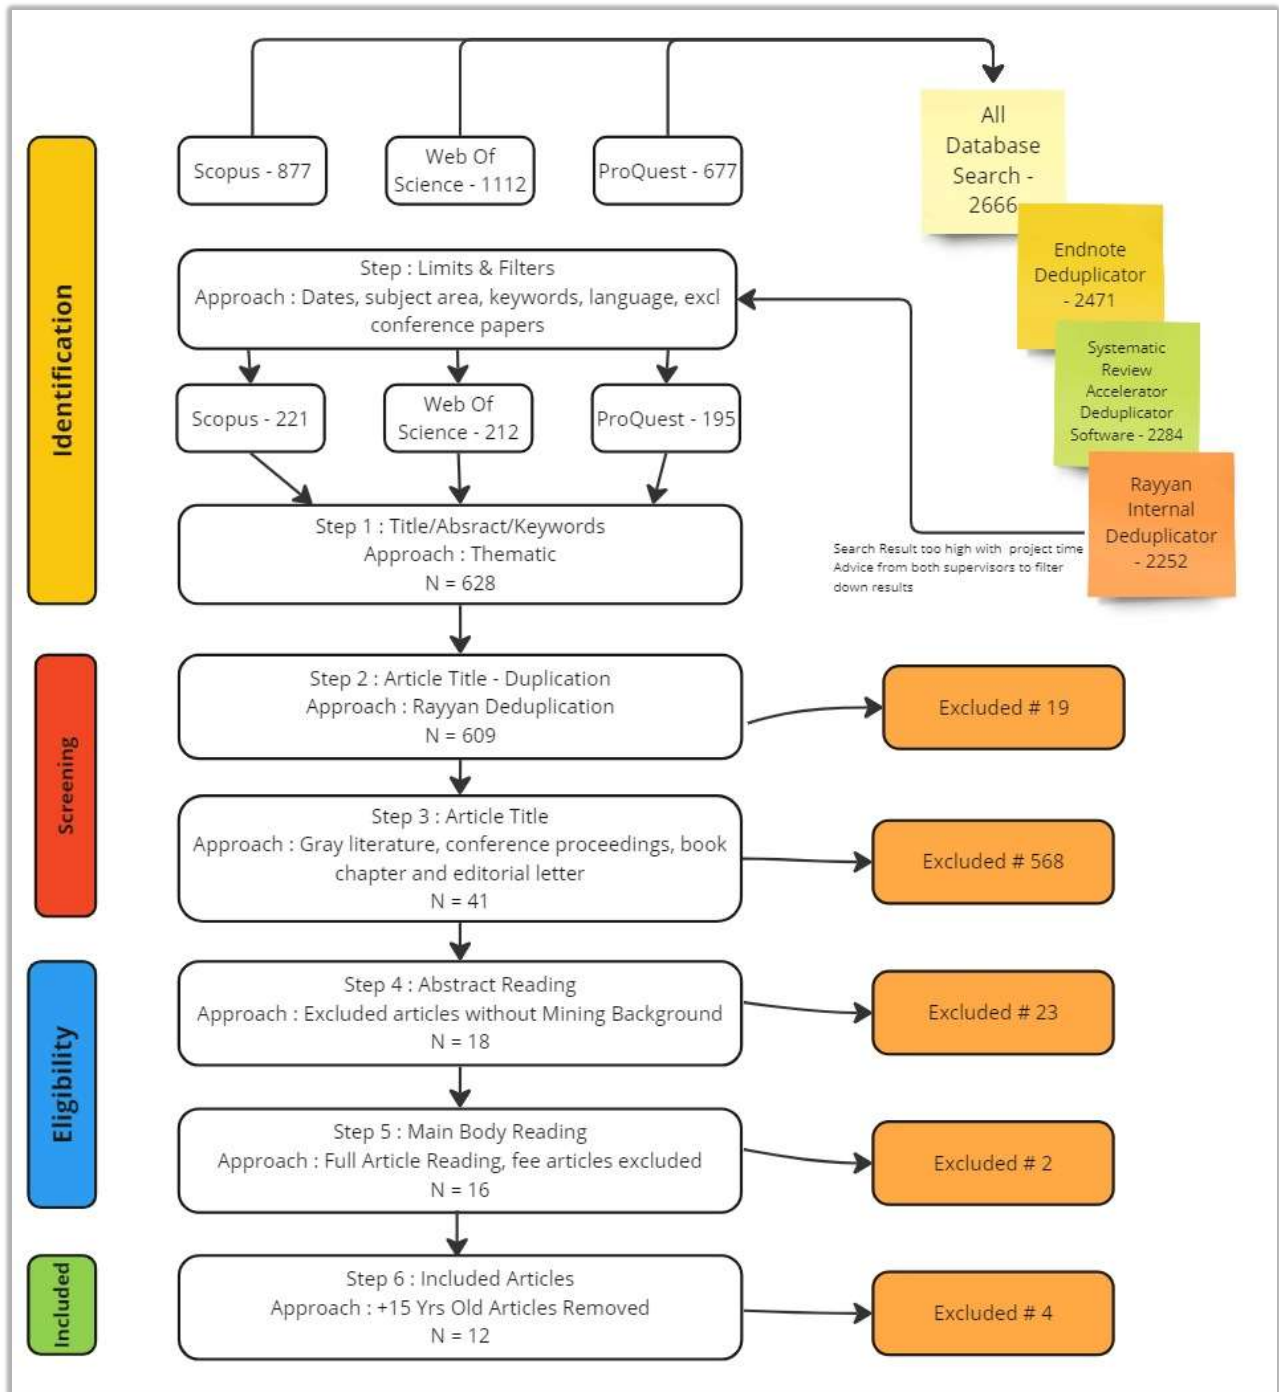 Scopus - 877
Web Of
Science - 1112
ProQuest - 677
All
Database
Search -
2666
Endnote
Deduplicator
- 2471
Systematic
Review
Accelerator
Deduplicator
Software - 2284
Rayyan
Internal
Deduplicator
- 2252
Search Result too high with project time
Advice from both supervisors to filter
down results
Identification
Step : Limits & Filters
Approach : Dates, subject area, keywords, language, excl
conference papers
Scopus - 221
Web Of
Science - 212
ProQuest - 195
Step 1 : Title/Absract/Keywords
Approach : Thematic
N = 628
Screening
Step 2 : Article Title - Duplication
Approach : Rayyan Deduplication
N = 609
Excluded # 19
Step 3 : Article Title
Approach : Gray literature, conference proceedings, book
chapter and editorial letter
N = 41
Excluded # 568
Eligibility
Step 4 : Abstract Reading
Approach : Excluded articles without Mining Background
N = 18
Excluded # 23
Step 5 : Main Body Reading
Approach : Full Article Reading, fee articles excluded
N = 16
Excluded # 2
Included
Step 6 : Included Articles
Approach : +15 Yrs Old Articles Removed
N = 12
Excluded # 4